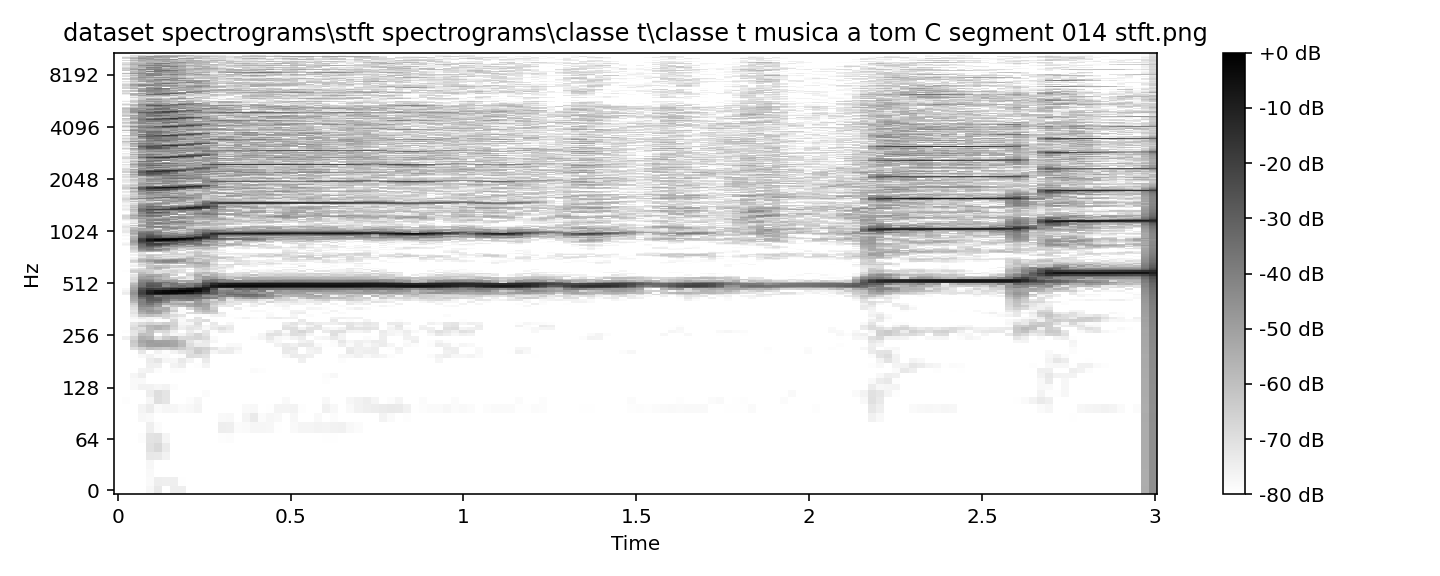 dataset spectrograms\stft spectrograms\classe t\classe t musica a tom C segment 014 stft.png
Hz
8192
4096
2048
1024
512
256
128
64
0
0
0.5
1
1.5
2
2.5
3
Time
+0 dB
-10 dB
-20 dB
-30 dB
-40 dB
-50 dB
-60 dB
-70 dB
-80 dB